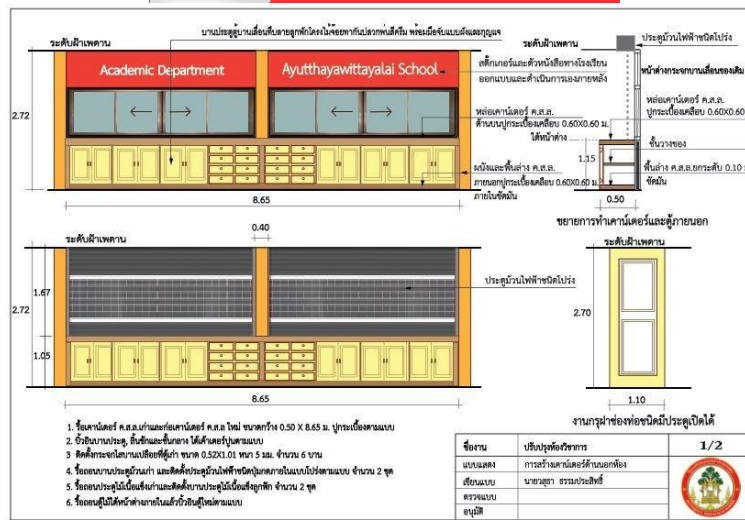 บานประตูตู้บานเลื่อนทึบลายลูกฟักโครงไม้จ๊อยทากันปลวกพ่นสีครีม พร้อมมือจับแบบฝังและกุญแจ
ระดับฝ้าเพดาน
ระดับฝ้าเพดาน
ประตูม้วนไฟฟ้าชนิดโปร่ง
Academic Department
Ayutthayawittayalai School
สติ๊กเกอร์และตัวหนังสือทางโรงเรียน
ออกแบบและดำเนินการเองภายหลัง
หน้าต่างกระจกบานเลื่อนของเดิม
2.72
หล่อเคาน์เตอร์ ค.ส.ล.
ด้านบนปูกระเบื้องเคลือบ 0.60X0.60 ม.
ใต้หน้าต่าง
หล่อเคาน์เตอร์ ค.ส.ล.
ปูกระเบื้องเคลือบ 0.60X0.60
ชั้นวางของ
1.15
ผนังและพื้นล่าง ค.ส.ล.
ภายนอกปูกระเบื้องเคลือบ 0.60X0.60 ม.
ภายในขัดมัน
พื้นล่าง ค.ส.ล.ยกระดับ 0.10 ม
ขัดมัน
8.65
0.50
ขยายการทำเคาน์เตอร์และตู้ภายนอก
ระดับฝ้าเพดาน
0.40
ระดับฝ้าเพดาน
1.67
2.72
1.05
ประตูม้วนไฟฟ้าชนิดโปร่ง
2.70
8.65
1.10
งานกรุฝาช่องท่อชนิดมีประตูเปิดได้
1. รื้อเคาน์เตอร์ ค.ส.ล.เก่าและก่อเคาน์เตอร์ ค.ส.ล ใหม่ ขนาดกว้าง 0.50 X 8.65 ม. ปูกระเบื้องตามแบบ
2. บิ้วอินบานประตู, ลิ้นชักและชั้นกลาง ใต้เค้าเตอร์ปูนตามแบบ
3 ติดตั้งกระจกใสบานเปลือยที่ตู้เก่า ขนาด 0.52X1.01 หนา 5 มม. จำนวน 6 บาน
4. รื้อถอนบานประตูม้วนเก่า และติดตั้งประตูม้วนไฟฟ้าชนิดปุ่มกดภายในแบบโปร่งตามแบบ จำนวน 2 ชุด
5. รื้อถอนประตูไม้เนื้อแข็งเก่าและติดตั้งบานประตูไม้เนื้อแข็งลูกฟัก จำนวน 2 ชุด
6. รื้อถอนตู้ไม้ใต้หน้าต่างภายในแล้วบิ้วอินตู้ใหม่ตามแบบ
ชื่องาน ปรับปรุงห้องวิชาการ 1/2
แบบแสดง การสร้างเคาน์เตอร์ด้านนอกห้อง
เขียนแบบ นายวสุธา ธรรมประสิทธิ์
ตรวจแบบ
อนุมัติ